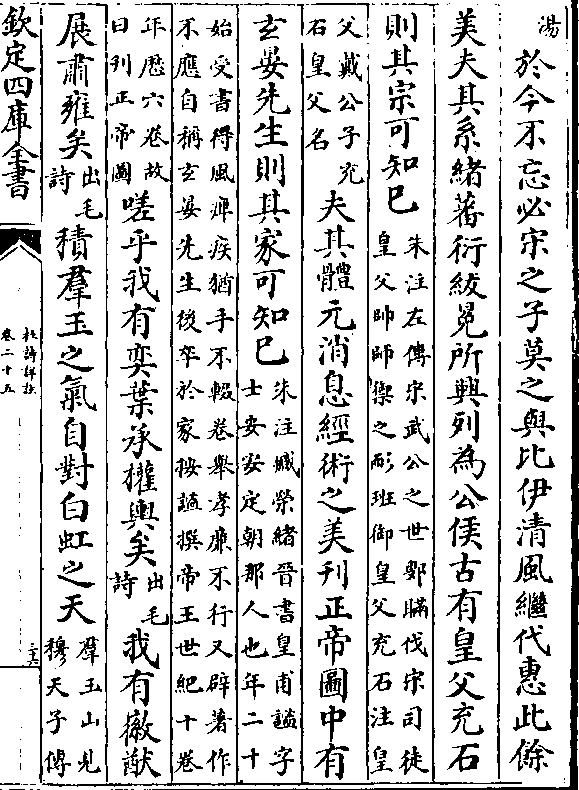 湯
於今不忘必宋之子莫之與比伊清風繼代惠此餘
美夫其系緒蕃衍紱冕所興列為公侯古有皇父充石
則其宗可知巳
朱注左傳宋武公之世鄋瞞伐宋司徒
皇父帥師禦之耏班御皇父充石注皇
父戴公子充
石皇父名
夫其體元消息經術之美刋正帝圖中有
玄晏先生則其家可知巳
朱注臧榮緒晉書皇甫謐字
士安安定朝那人也年二十
始受書得風痺疾猶手不輟卷舉孝廉不行又辟著作
不應自稱玄晏先生後卒於家按謐撰帝王世紀十卷
年厯六卷故
曰刋正帝圖
嗟乎我有奕葉承權輿矣
出毛
詩
我有徽猷
展肅雍矣
出毛
詩
積羣玉之氣自對白虹之天
羣玉山見
穆天子傳
欽定四庫全書
杜詩詳註
卷二十五